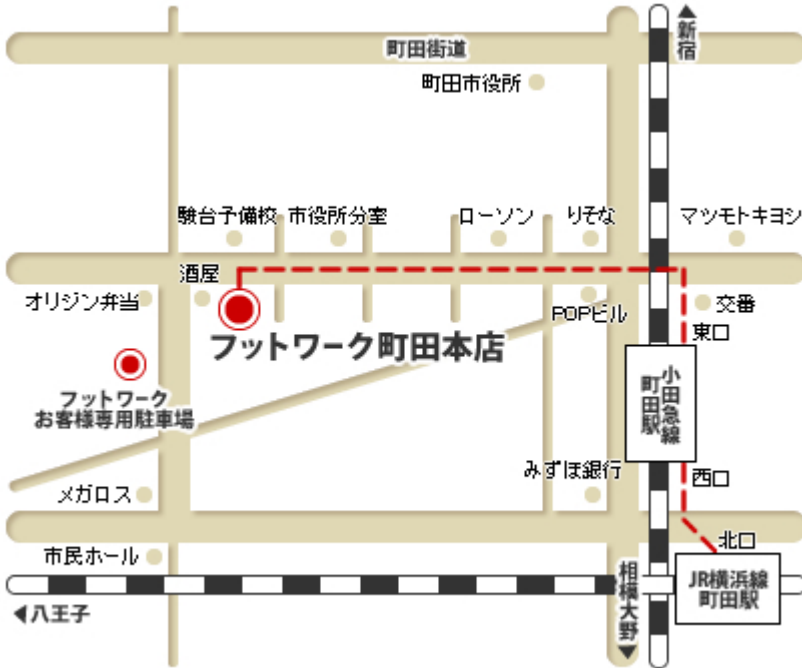 ▲新宿
町田街道
町田市役所
駿台予備校
市役所分室
ローソン
りそな
マツモトキヨシ
酒屋
オリジン弁当
POPビル
交番
東口
フットワーク町田本店
小田急線
町田駅
フットワーク
お客様専用駐車場
みずほ銀行
西口
メガロス
北口
市民ホール
JR横浜線
町田駅
相模大野▼
◀八王子